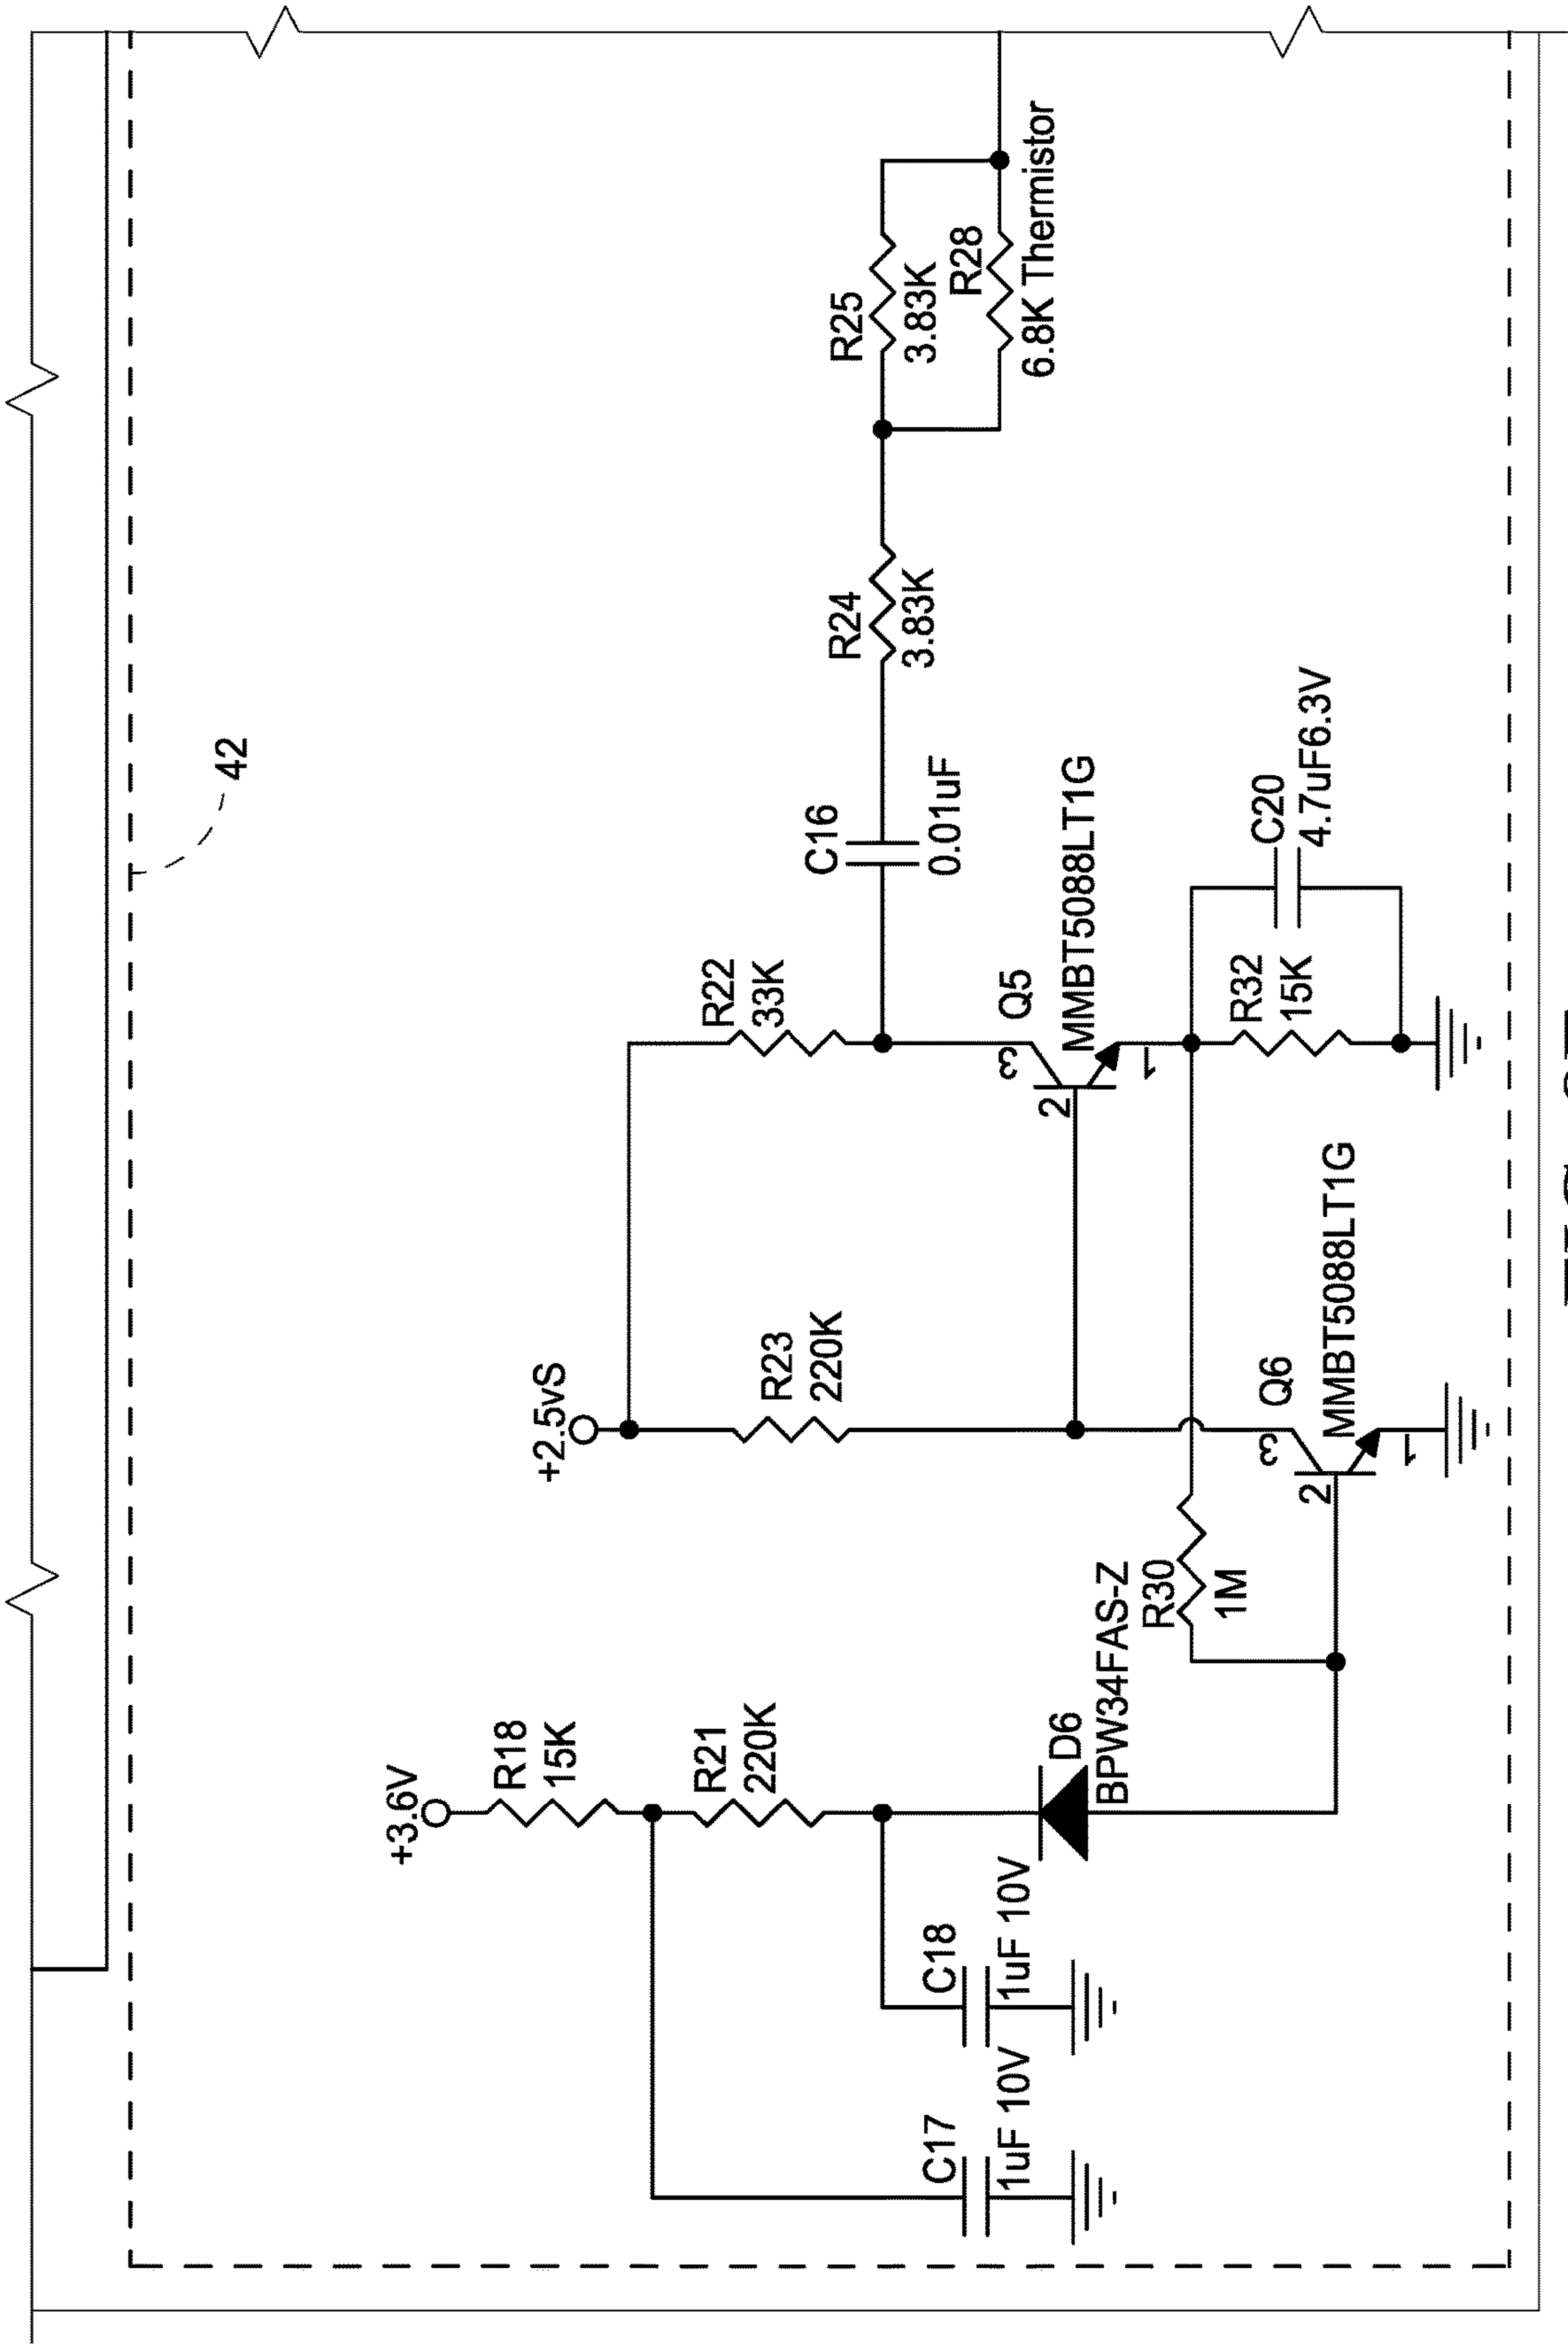 42
+3.6V
R18
15K
R21
220K
C17
1uF 10V
C18
1uF 10V
D6
BPW34FAS-Z
R30
1M
+2.5vS
R23
220K
Q6
MMBT5088LT1G
3
2
1
R22
33K
Q5
MMBT5088LT1G
3
2
1
R32
15K
C20
4.7uF6.3V
C16
0.01uF
R24
3.83K
R25
3.83K
R28
6.8K Thermistor